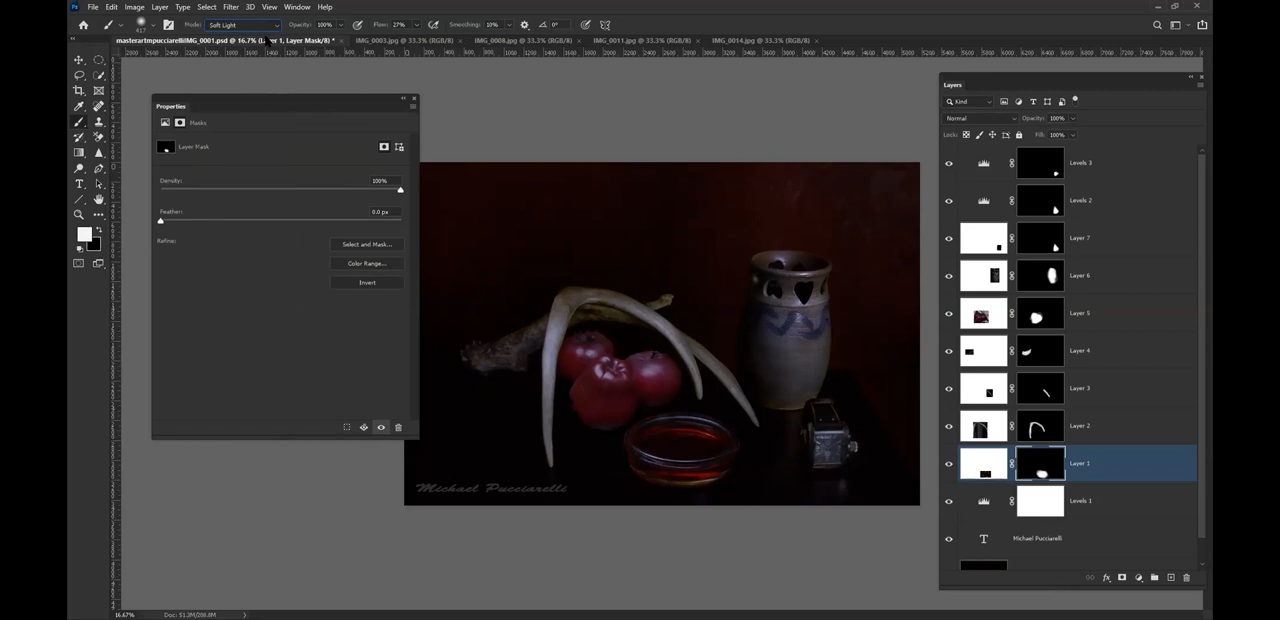 Ps File Edit Image Layer Type Select Filter 3D View Window Help
417 Mode: Soft Light Opacity: 100% Flow: 27% Smoothing: 10% 0°
masterartmpucciarelliIMG_0001.psd @ 16.7% (Layer 1, Layer Mask/8) * × IMG_0003.jpg @ 33.3% (RGB/8) × IMG_0008.jpg @ 33.3% (RGB/8) × IMG_0011.jpg @ 33.3% (RGB/8) × IMG_0014.jpg @ 33.3% (RGB/8) ×
Properties
Masks
Layer Mask
Density: 100%
Feather: 0.0 px
Refine: Select and Mask...
Color Range...
Invert
Michael Pucciarelli
Layers
Kind
Normal Opacity: 100%
Lock: Fill: 100%
Levels 3
Levels 2
Layer 7
Layer 6
Layer 5
Layer 4
Layer 3
Layer 2
Layer 1
Levels 1
T Michael Pucciarelli
16.67% Doc: 51.3M/208.8M